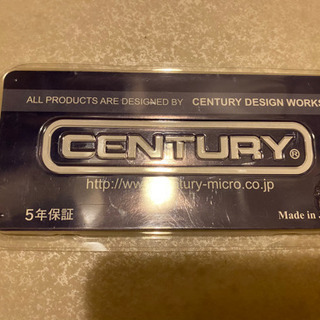 ALL PRODUCTS ARE DESIGNED BY CENTURY DESIGN WORKS
CENTURY®
5年保証
Made in